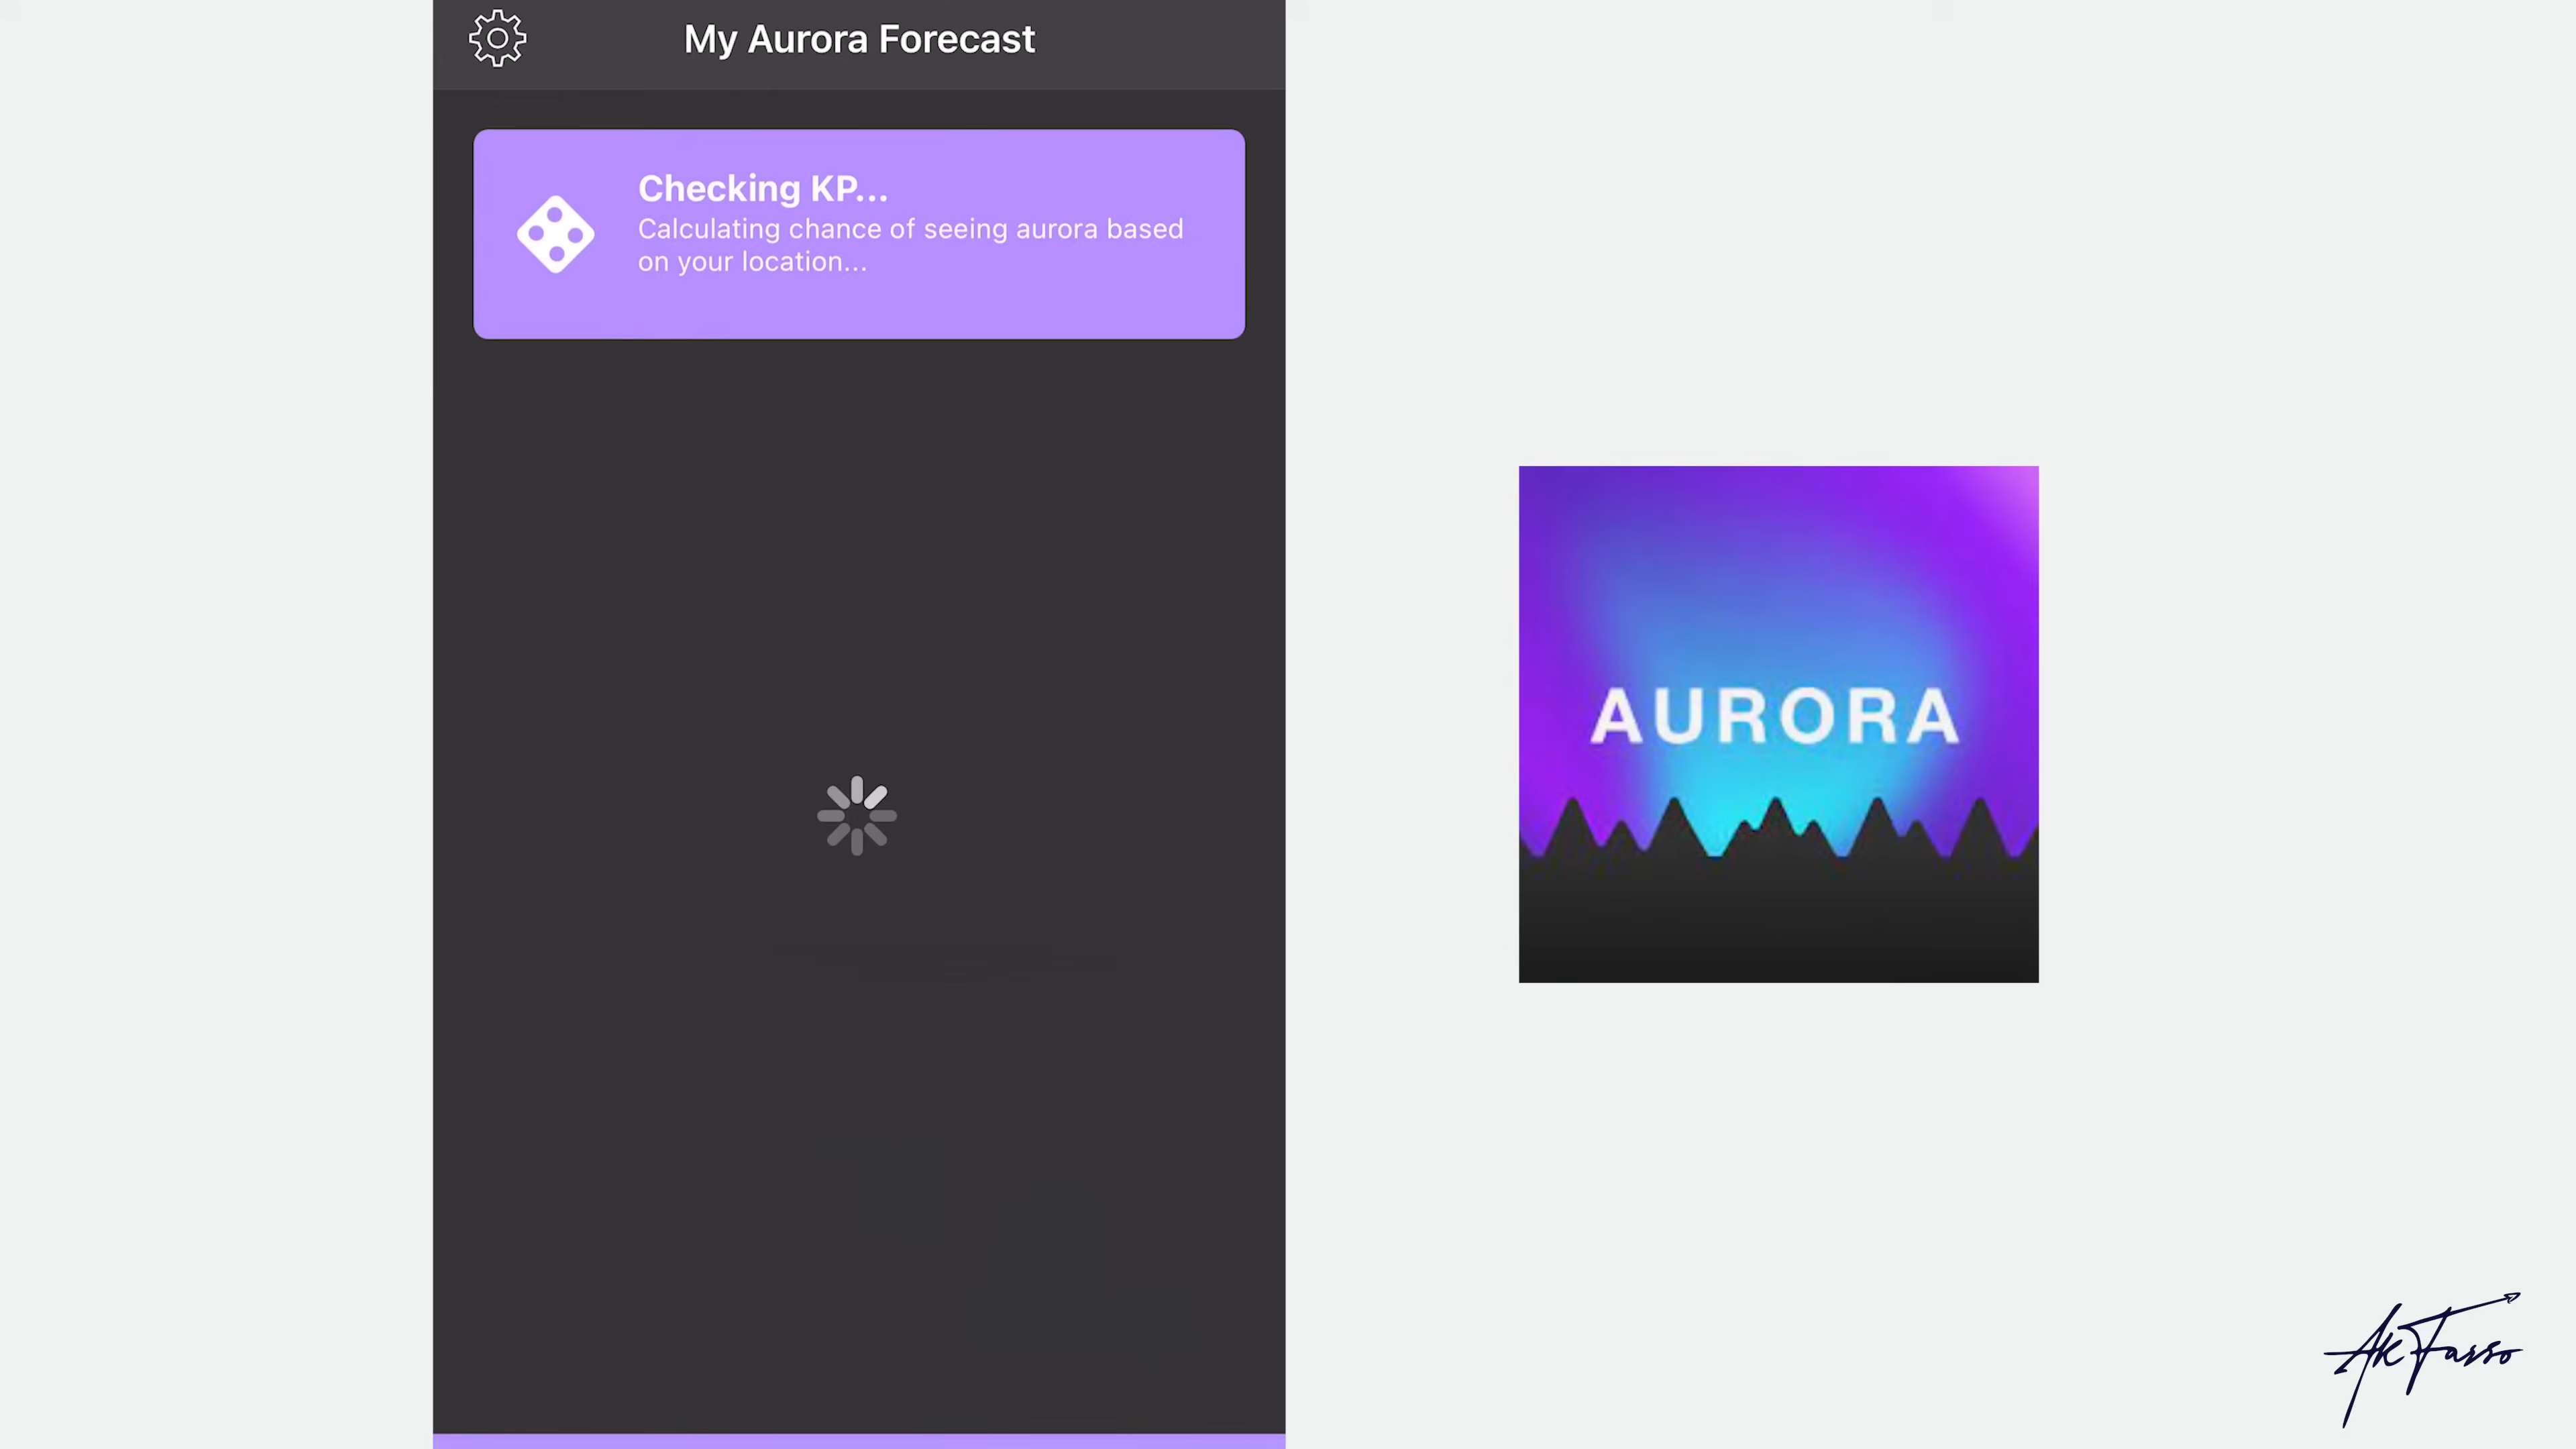 My Aurora Forecast
Checking KP...
Calculating chance of seeing aurora based
on your location...
AURORA